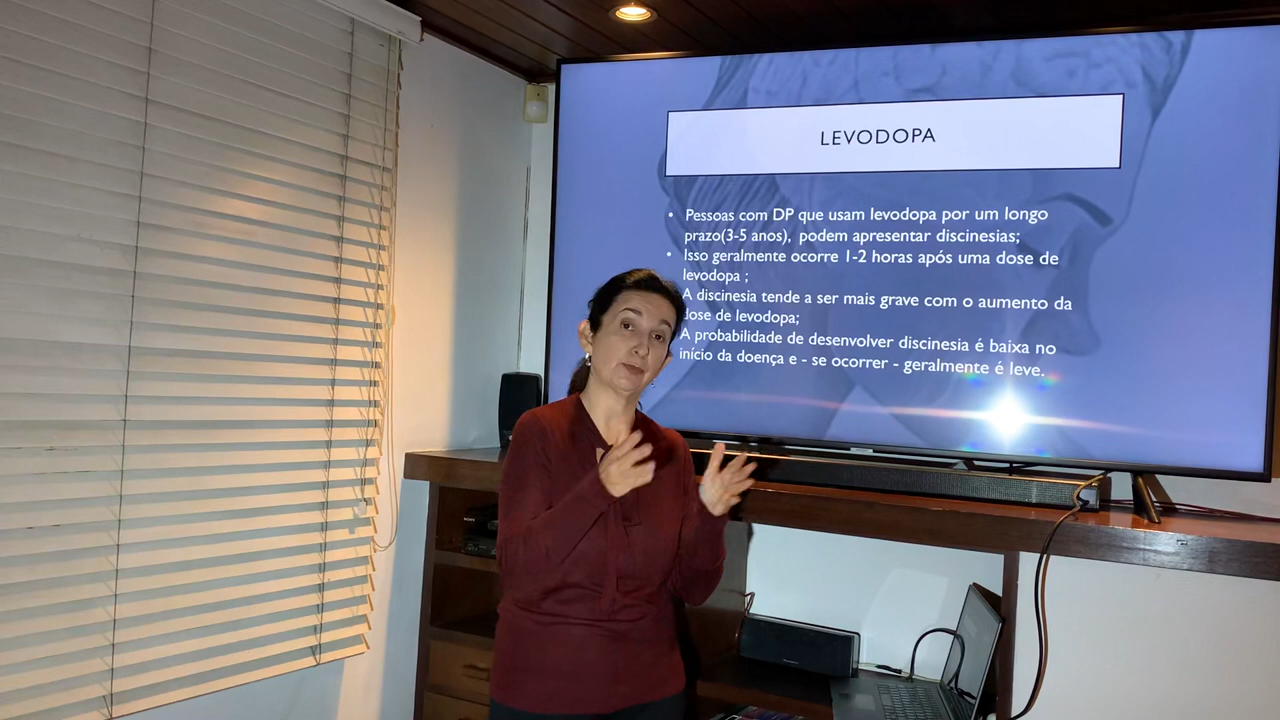 LEVODOPA
• Pessoas com DP que usam levodopa por um longo
prazo(3-5 anos), podem apresentar discinesias;
• Isso geralmente ocorre 1-2 horas após uma dose de
levodopa ;
A discinesia tende a ser mais grave com o aumento da
dose de levodopa;
A probabilidade de desenvolver discinesia é baixa no
início da doença e - se ocorrer - geralmente é leve.
SONY